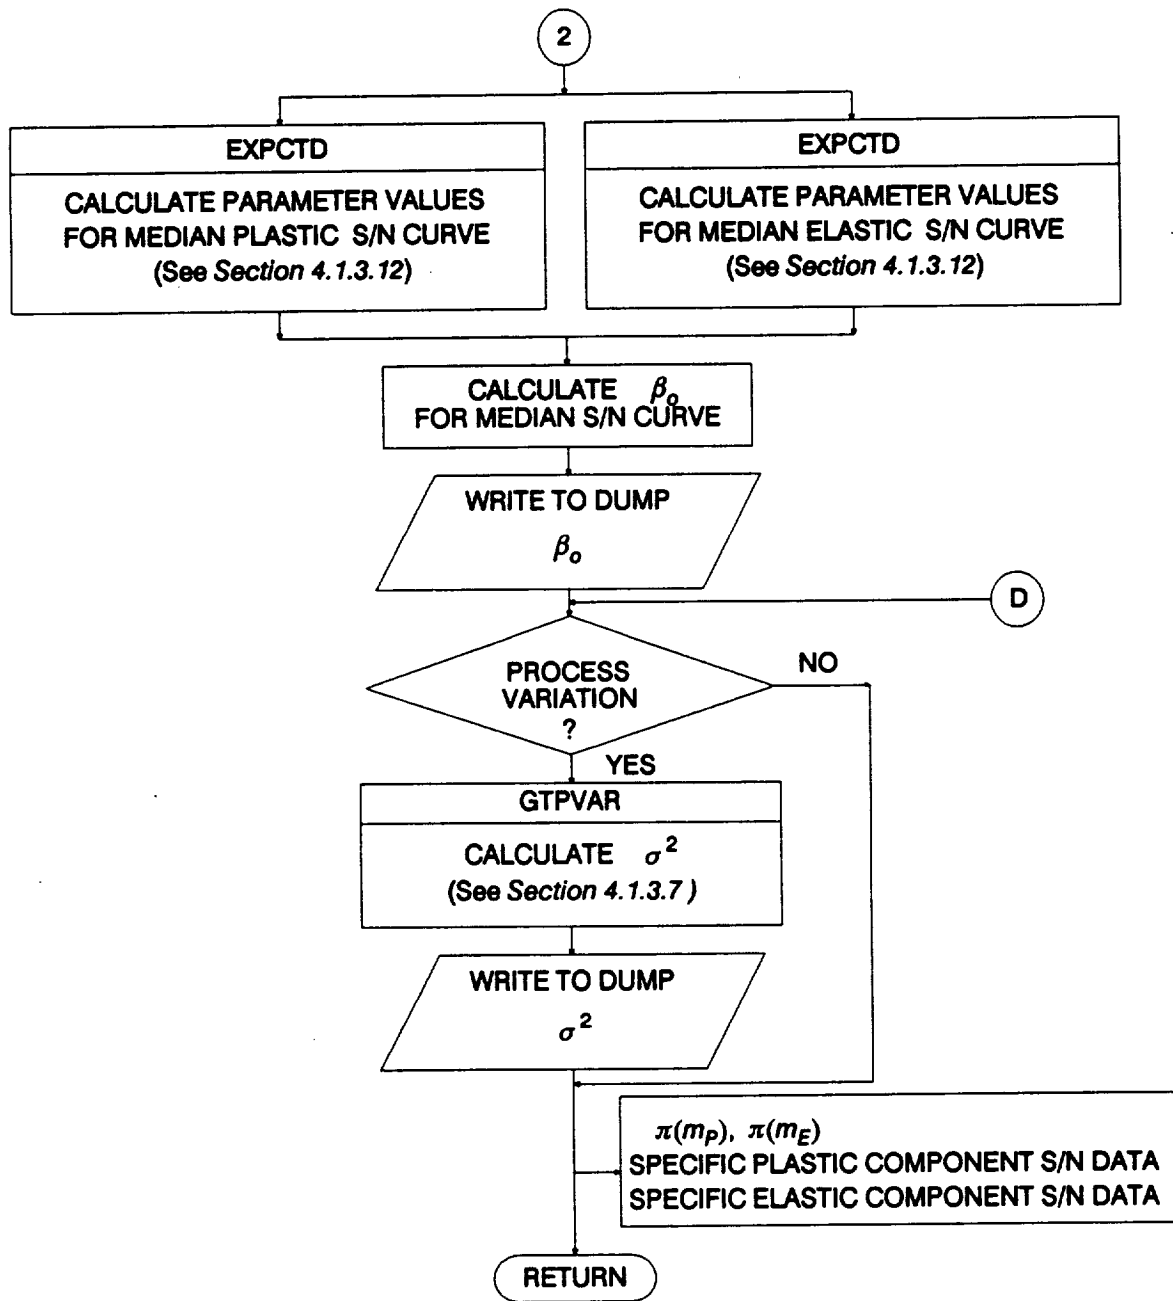 2
EXPCTD
CALCULATE PARAMETER VALUES
FOR MEDIAN PLASTIC S/N CURVE
(See Section 4.1.3.12)
EXPCTD
CALCULATE PARAMETER VALUES
FOR MEDIAN ELASTIC S/N CURVE
(See Section 4.1.3.12)
CALCULATE βo
FOR MEDIAN S/N CURVE
WRITE TO DUMP
βo
D
PROCESS
VARIATION
?
NO
YES
GTPVAR
CALCULATE σ²
(See Section 4.1.3.7 )
WRITE TO DUMP
σ²
π(mP), π(mE)
SPECIFIC PLASTIC COMPONENT S/N DATA
SPECIFIC ELASTIC COMPONENT S/N DATA
RETURN